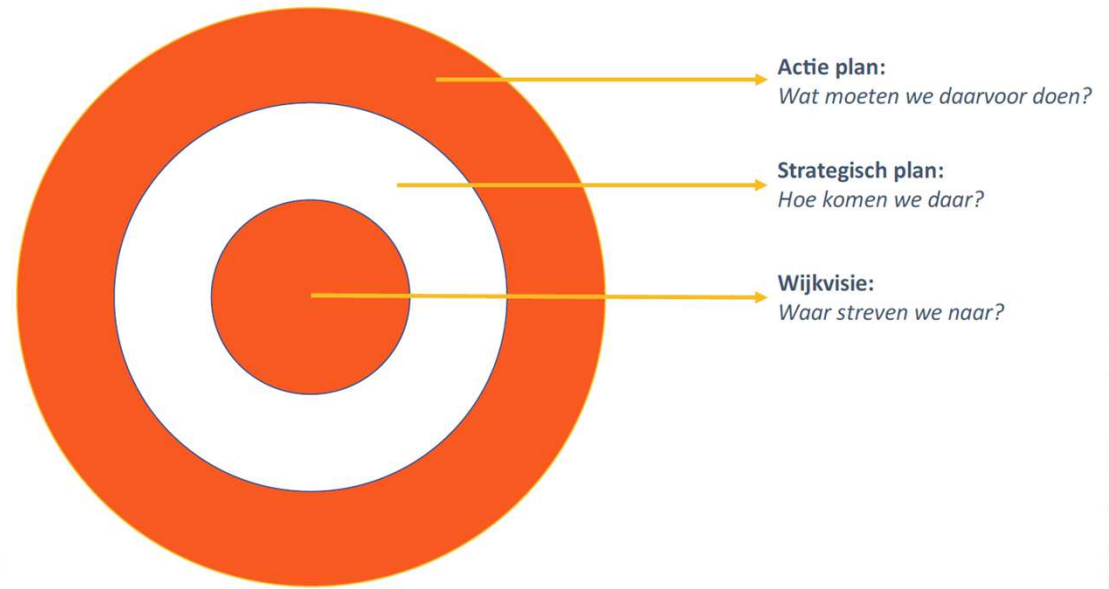 Actie plan:
Wat moeten we daarvoor doen?
Strategisch plan:
Hoe komen we daar?
Wijkvisie:
Waar streven we naar?